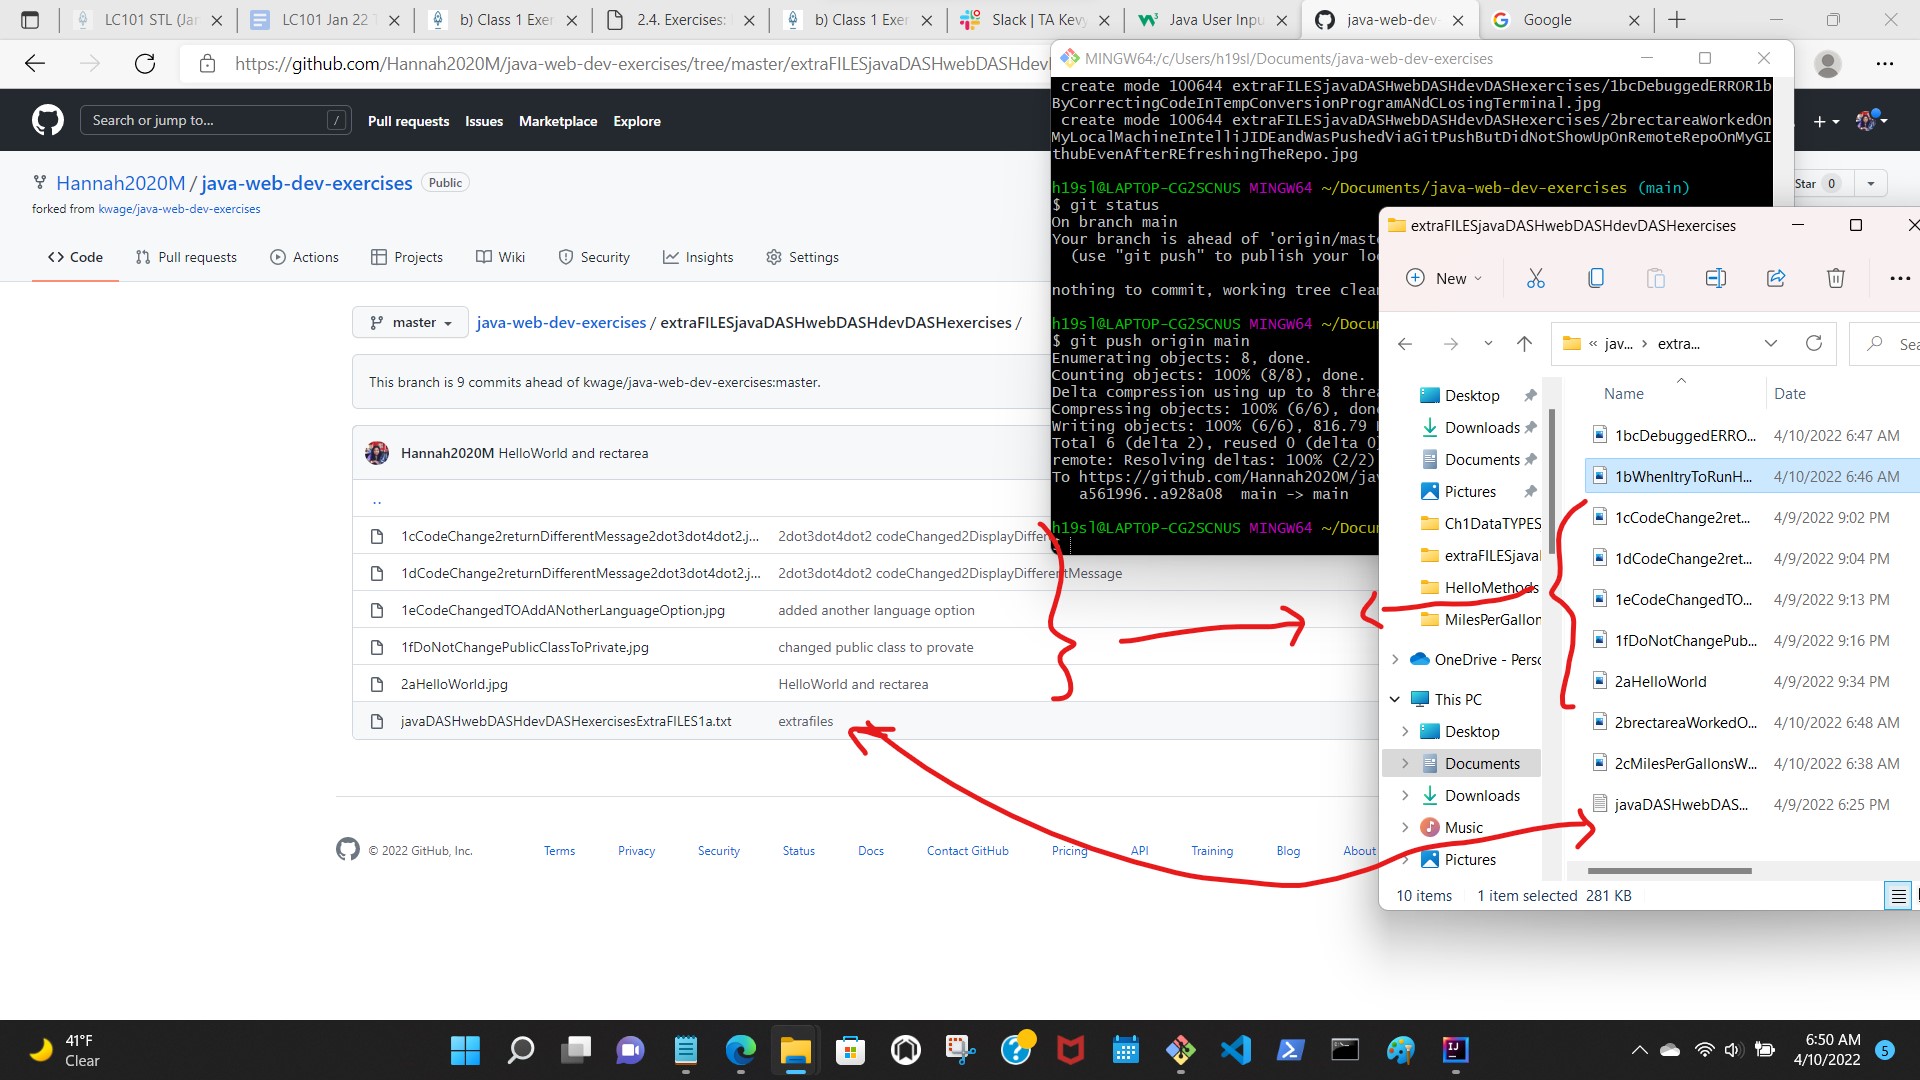 LC101 STL (Jan
LC101 Jan 22 T
b) Class 1 Exer
2.4. Exercises:
b) Class 1 Exer
Slack | TA Kevy
Java User Inpu
java-web-dev-
Google
https://github.com/Hannah2020M/java-web-dev-exercises/tree/master/extraFILESjavaDASHwebDASHdevD
Search or jump to... /
Pull requests Issues Marketplace Explore
Hannah2020M / java-web-dev-exercises Public
forked from kwage/java-web-dev-exercises
Star 0
Code Pull requests Actions Projects Wiki Security Insights Settings
master java-web-dev-exercises / extraFILESjavaDASHwebDASHdevDASHexercises /
This branch is 9 commits ahead of kwage/java-web-dev-exercises:master.
Hannah2020M HelloWorld and rectarea
..
1cCodeChange2returnDifferentMessage2dot3dot4dot2.j... 2dot3dot4dot2 codeChanged2DisplayDiffere
1dCodeChange2returnDifferentMessage2dot3dot4dot2.j... 2dot3dot4dot2 codeChanged2DisplayDifferentMessage
1eCodeChangedTOAddANotherLanguageOption.jpg added another language option
1fDoNotChangePublicClassToPrivate.jpg changed public class to provate
2aHelloWorld.jpg HelloWorld and rectarea
javaDASHwebDASHdevDASHexercisesExtraFILES1a.txt extrafiles
© 2022 GitHub, Inc. Terms Privacy Security Status Docs Contact GitHub Pricing API Training Blog About
MINGW64:/c/Users/h19sl/Documents/java-web-dev-exercises
create mode 100644 extraFILESjavaDASHwebDASHdevDASHexercises/1bcDebuggedERROR1b
ByCorrectingCodeInTempConversionProgramANdCLosingTerminal.jpg
create mode 100644 extraFILESjavaDASHwebDASHdevDASHexercises/2brectareaWorkedOn
MyLocalMachineIntelliJIDEandWasPushedViaGitPushButDidNotShowUpOnRemoteRepoOnMyGI
thubEvenAfterREfreshingTheRepo.jpg
h19sl@LAPTOP-CG2SCNUS MINGW64 ~/Documents/java-web-dev-exercises (main)
$ git status
On branch main
Your branch is ahead of 'origin/maste
(use "git push" to publish your lo
nothing to commit, working tree clea
h19sl@LAPTOP-CG2SCNUS MINGW64 ~/Docu
$ git push origin main
Enumerating objects: 8, done.
Counting objects: 100% (8/8), done.
Delta compression using up to 8 threa
Compressing objects: 100% (6/6), done
Writing objects: 100% (6/6), 816.79
Total 6 (delta 2), reused 0 (delta 0)
remote: Resolving deltas: 100% (2/2)
To https://github.com/Hannah2020M/jav
a561996..a928a08 main -> main
h19sl@LAPTOP-CG2SCNUS MINGW64 ~/Docu
extraFILESjavaDASHwebDASHdevDASHexercises
New
« jav... › extra...
Sea
Desktop
Downloads
Documents
Pictures
Ch1DataTYPES
extraFILESjaval
HelloMethods
MilesPerGallon
OneDrive - Perso
This PC
Desktop
Documents
Downloads
Music
Pictures
Name Date
1bcDebuggedERRO... 4/10/2022 6:47 AM
1bWhenItryToRunH... 4/10/2022 6:46 AM
1cCodeChange2ret... 4/9/2022 9:02 PM
1dCodeChange2ret... 4/9/2022 9:04 PM
1eCodeChangedTO... 4/9/2022 9:13 PM
1fDoNotChangePub... 4/9/2022 9:16 PM
2aHelloWorld 4/9/2022 9:34 PM
2brectareaWorkedO... 4/10/2022 6:48 AM
2cMilesPerGallonsW... 4/10/2022 6:38 AM
javaDASHwebDAS... 4/9/2022 6:25 PM
10 items 1 item selected 281 KB
41°F
Clear
6:50 AM
4/10/2022
5